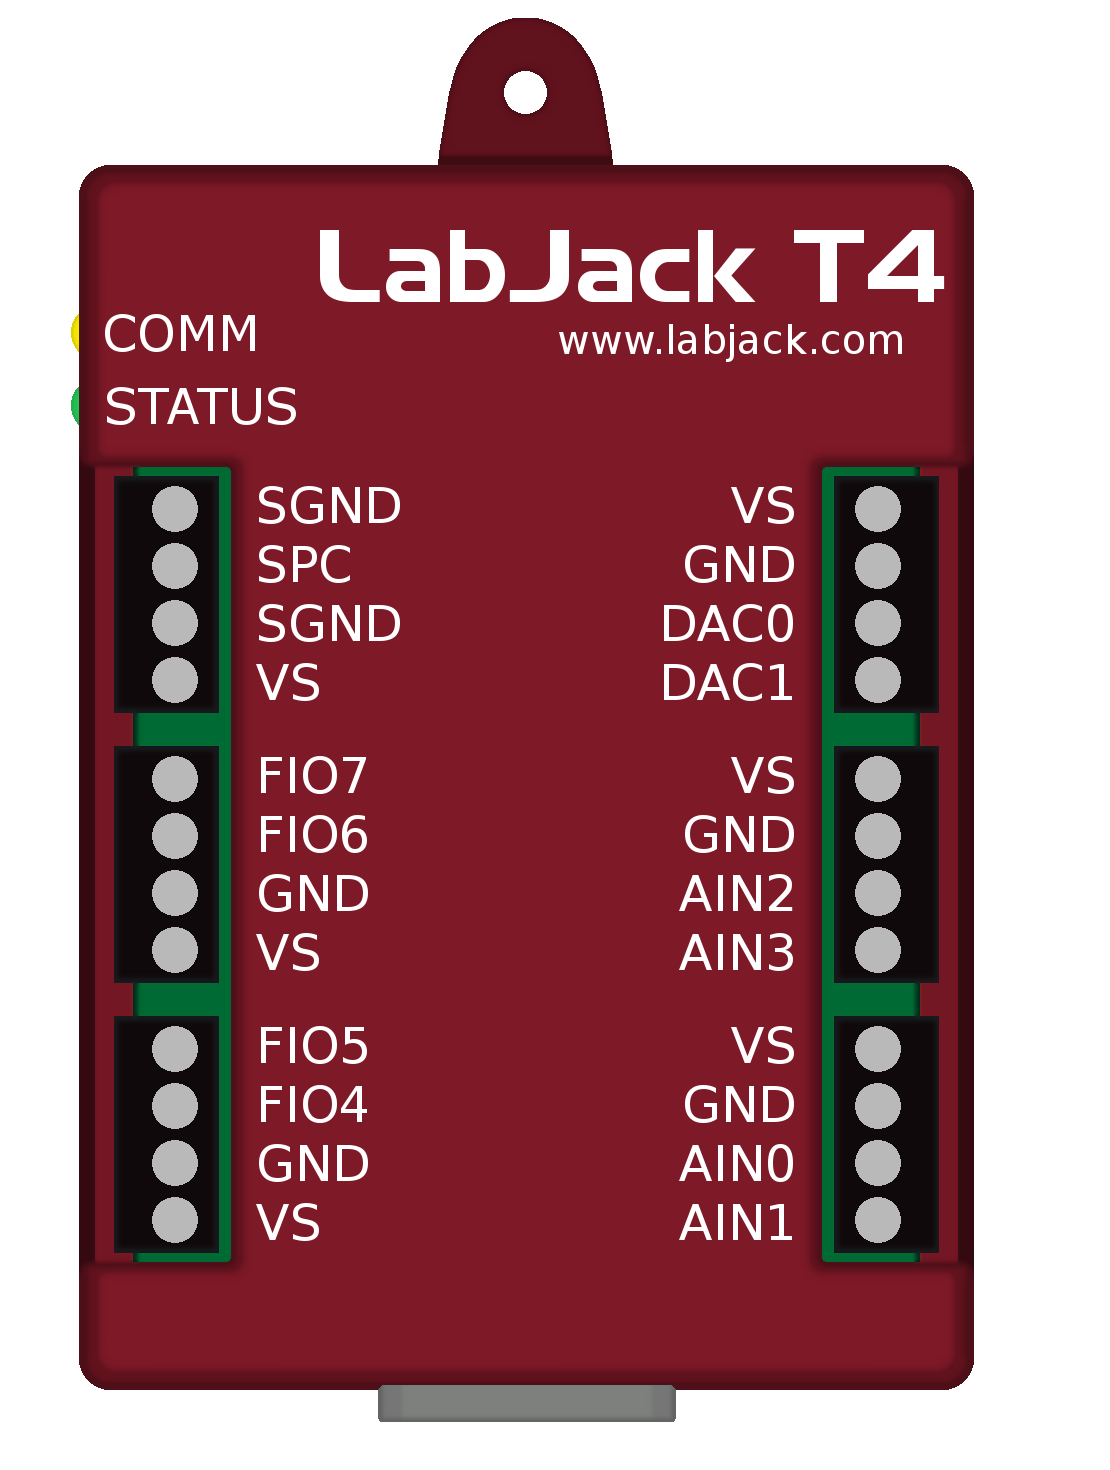 LabJack T4
www.labjack.com
COMM
STATUS
SGND
SPC
SGND
VS
FIO7
FIO6
GND
VS
FIO5
FIO4
GND
VS
VS
GND
DAC0
DAC1
VS
GND
AIN2
AIN3
VS
GND
AIN0
AIN1